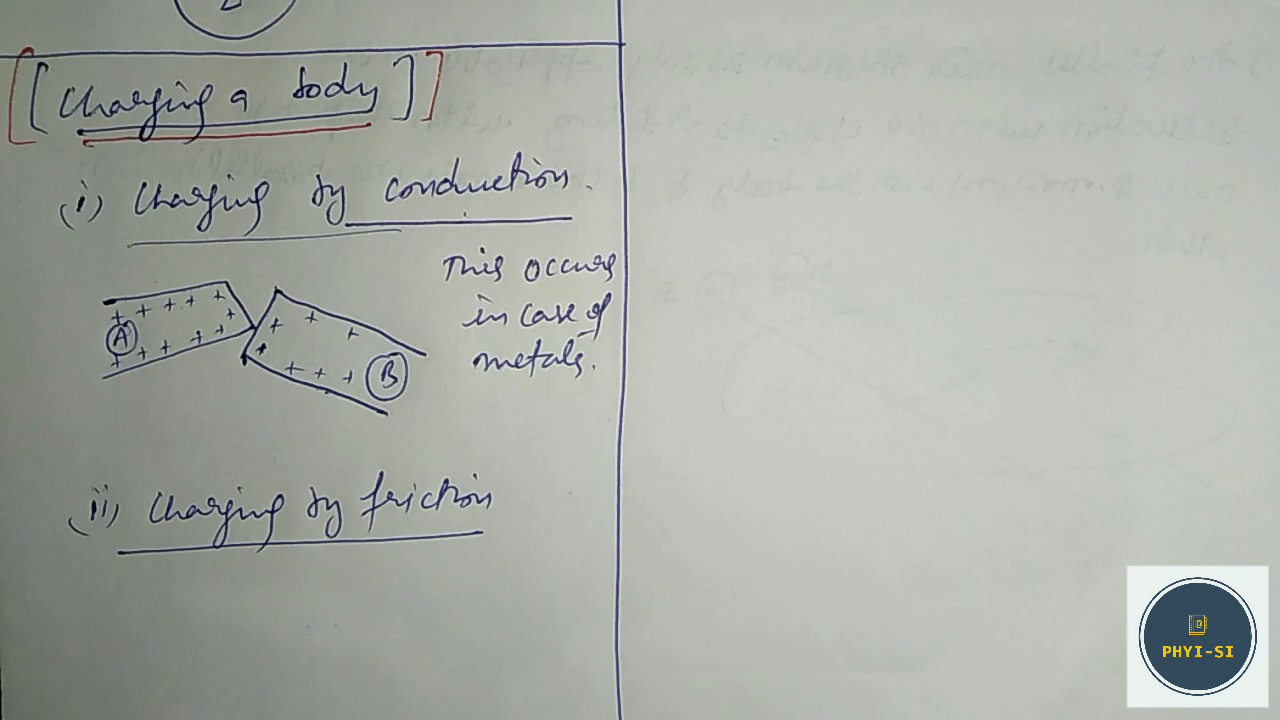 [[Charging a body]]
(i) Charging by conduction.
This occurs
in case of
metals.
A
B
(ii) Charging by friction
PHYI-SI